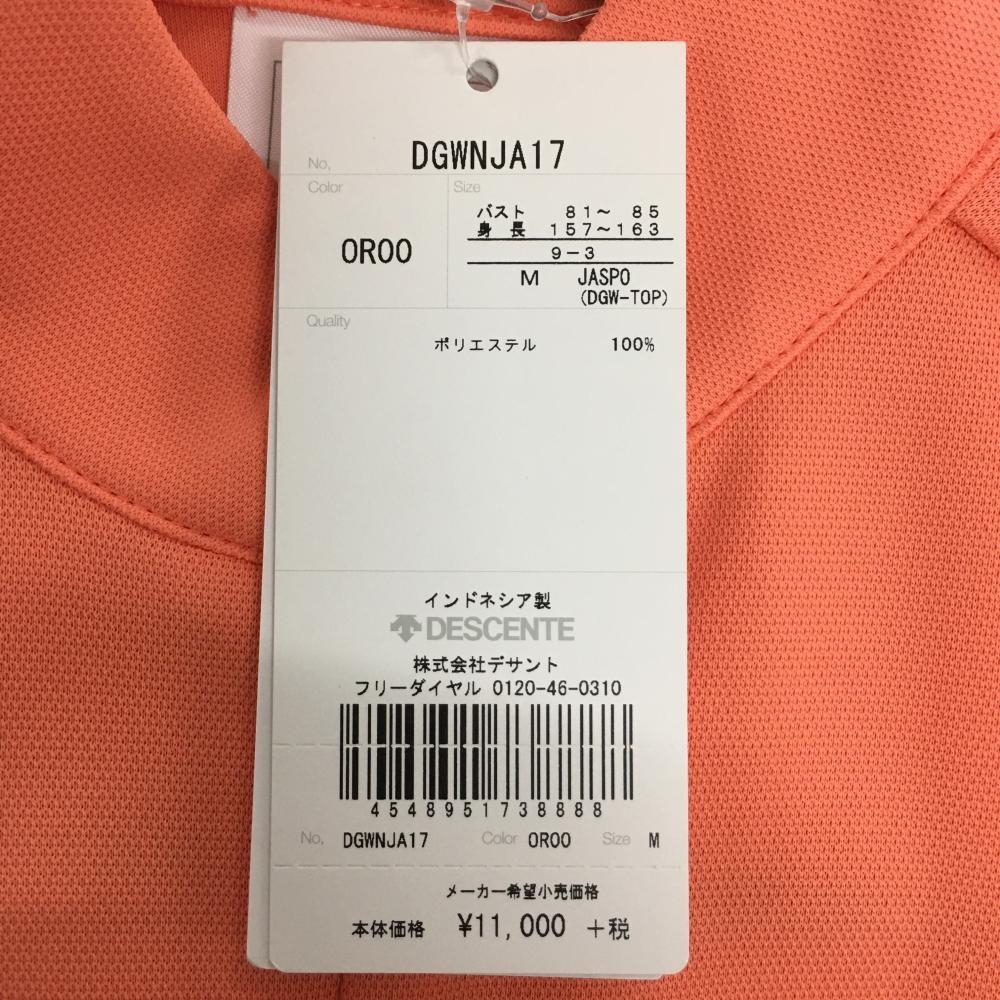 No, DGWNJA17
Color Size
OR00
バスト 81～ 85
身 長 157～163
9－3
M JASPO
(DGW-TOP)
Quality
ポリエステル 100%
インドネシア製
DESCENTE
株式会社デサント
フリーダイヤル 0120-46-0310
4548951738888
No, DGWNJA17 Color OR00 Size M
メーカー希望小売価格
本体価格 ¥11,000 +税